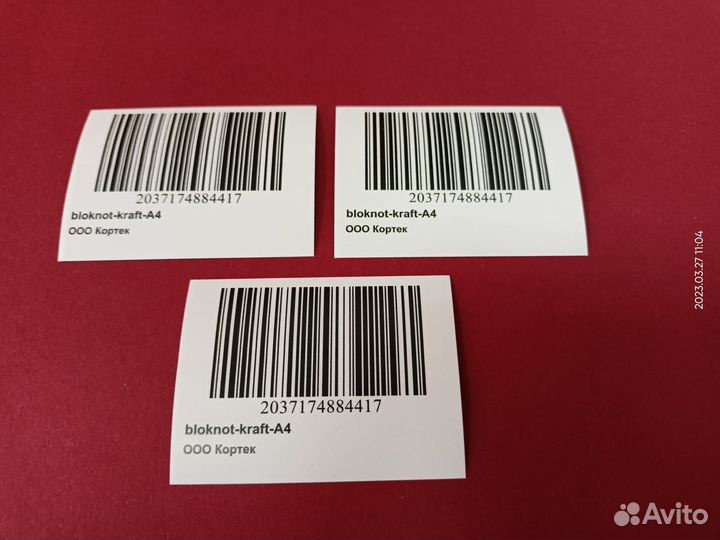 2037174884417
bloknot-kraft-A4
ООО Кортек
2037174884417
bloknot-kraft-A4
ООО Кортек
2037174884417
bloknot-kraft-A4
ООО Кортек
2023.03.27 11:04
Avito